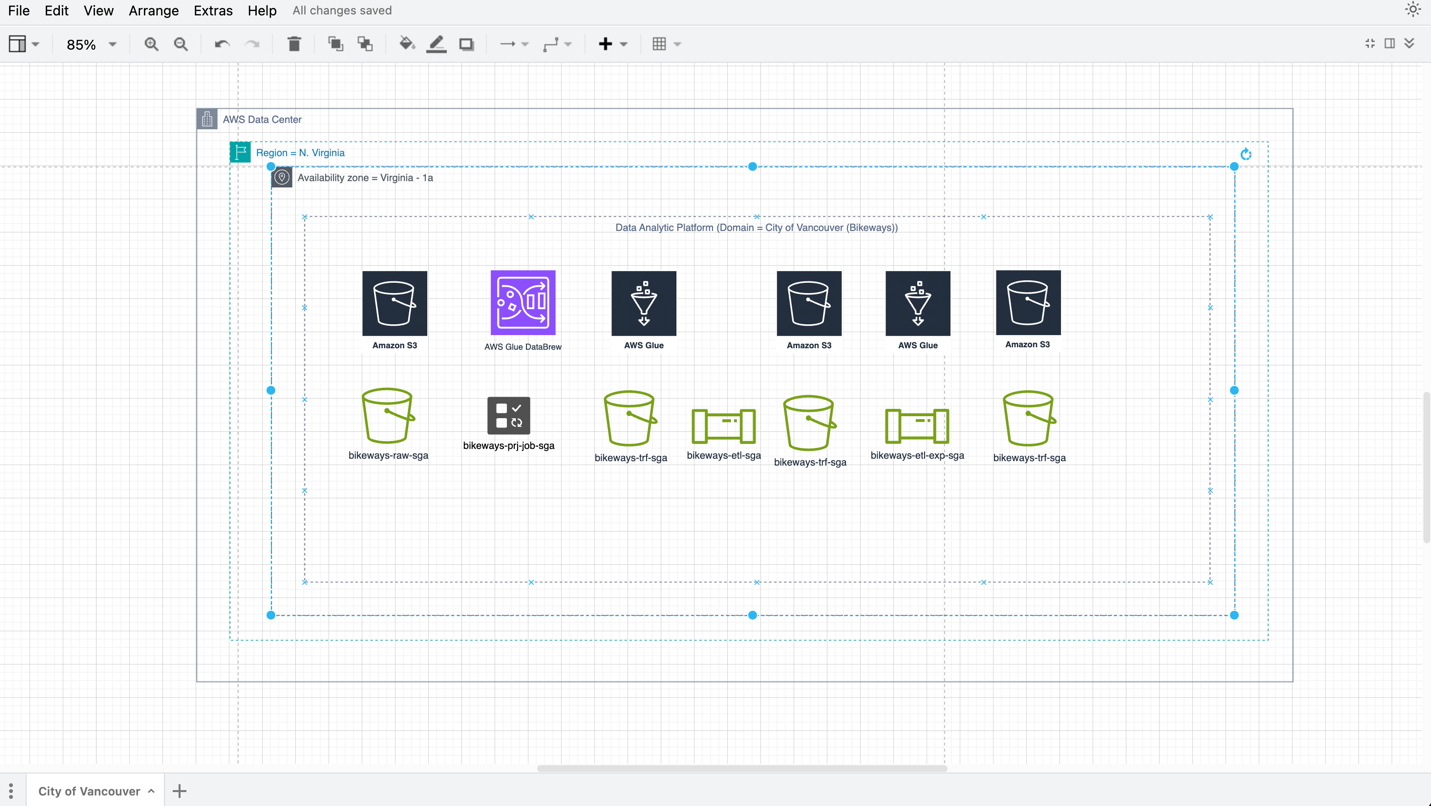 File Edit View Arrange Extras Help All changes saved
85%
AWS Data Center
Region = N. Virginia
Availability zone = Virginia - 1a
Data Analytic Platform (Domain = City of Vancouver (Bikeways))
Amazon S3
AWS Glue DataBrew
AWS Glue
Amazon S3
AWS Glue
Amazon S3
bikeways-raw-sga
bikeways-prj-job-sga
bikeways-trf-sga
bikeways-etl-sga
bikeways-trf-sga
bikeways-etl-exp-sga
bikeways-trf-sga
City of Vancouver